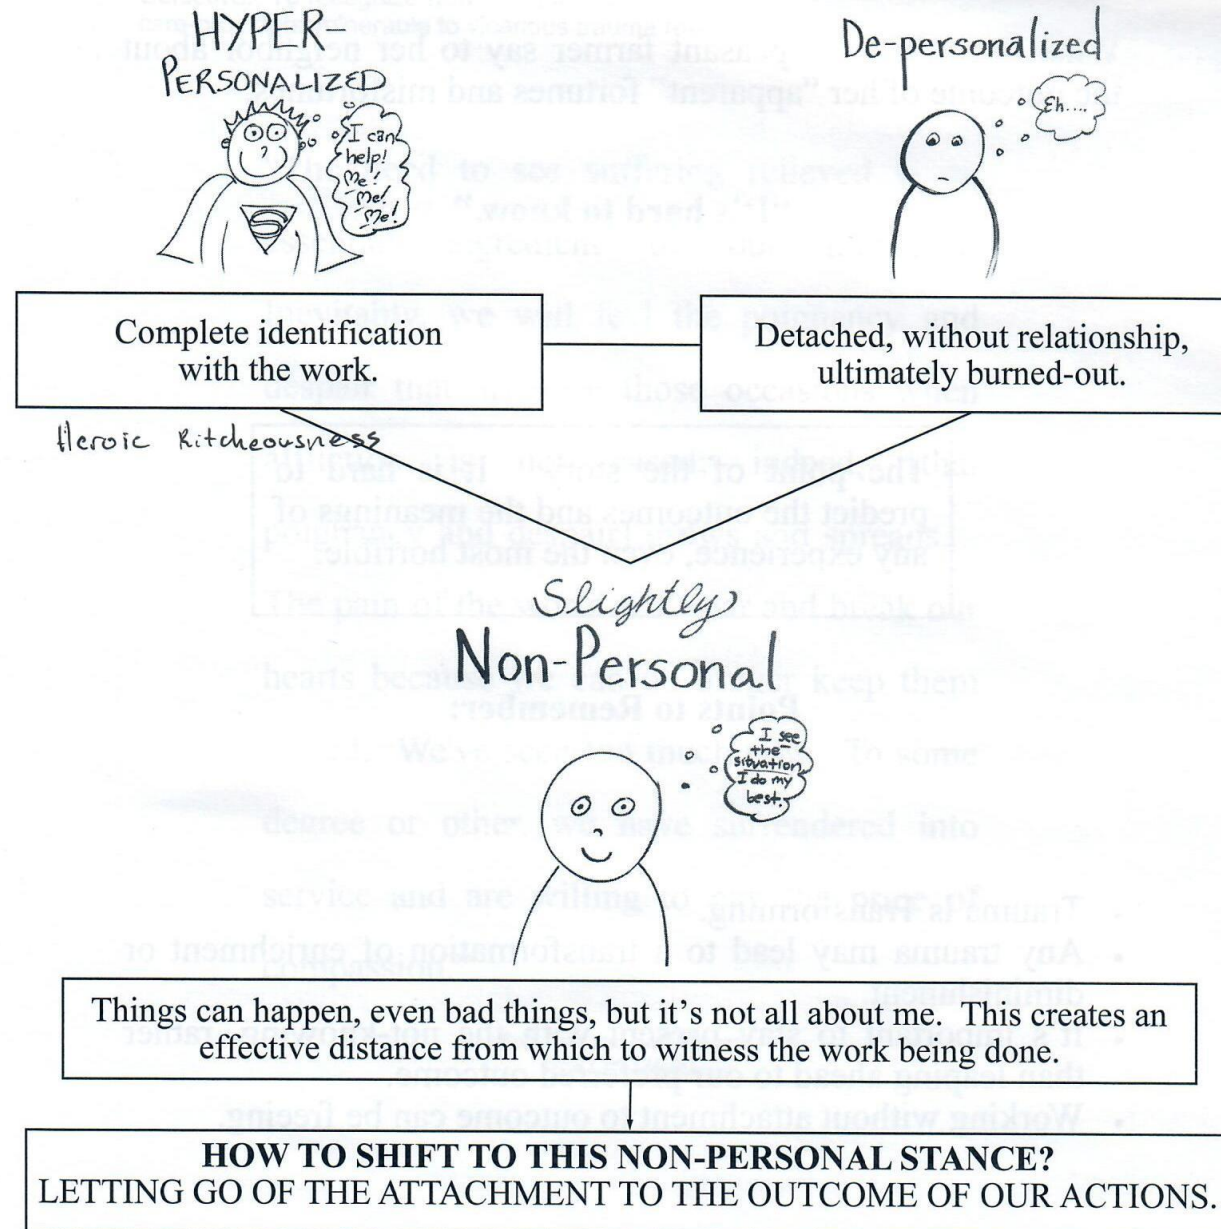 HYPER-
PERSONALIZED
I can
help!
Me!
Me!
Me!
De-personalized
Eh...
Complete identification
with the work.
Detached, without relationship,
ultimately burned-out.
Heroic Ritcheousness
Slightly
Non-Personal
I see
the
situation
I do my
best.
Things can happen, even bad things, but it's not all about me. This creates an
effective distance from which to witness the work being done.
HOW TO SHIFT TO THIS NON-PERSONAL STANCE?
LETTING GO OF THE ATTACHMENT TO THE OUTCOME OF OUR ACTIONS.